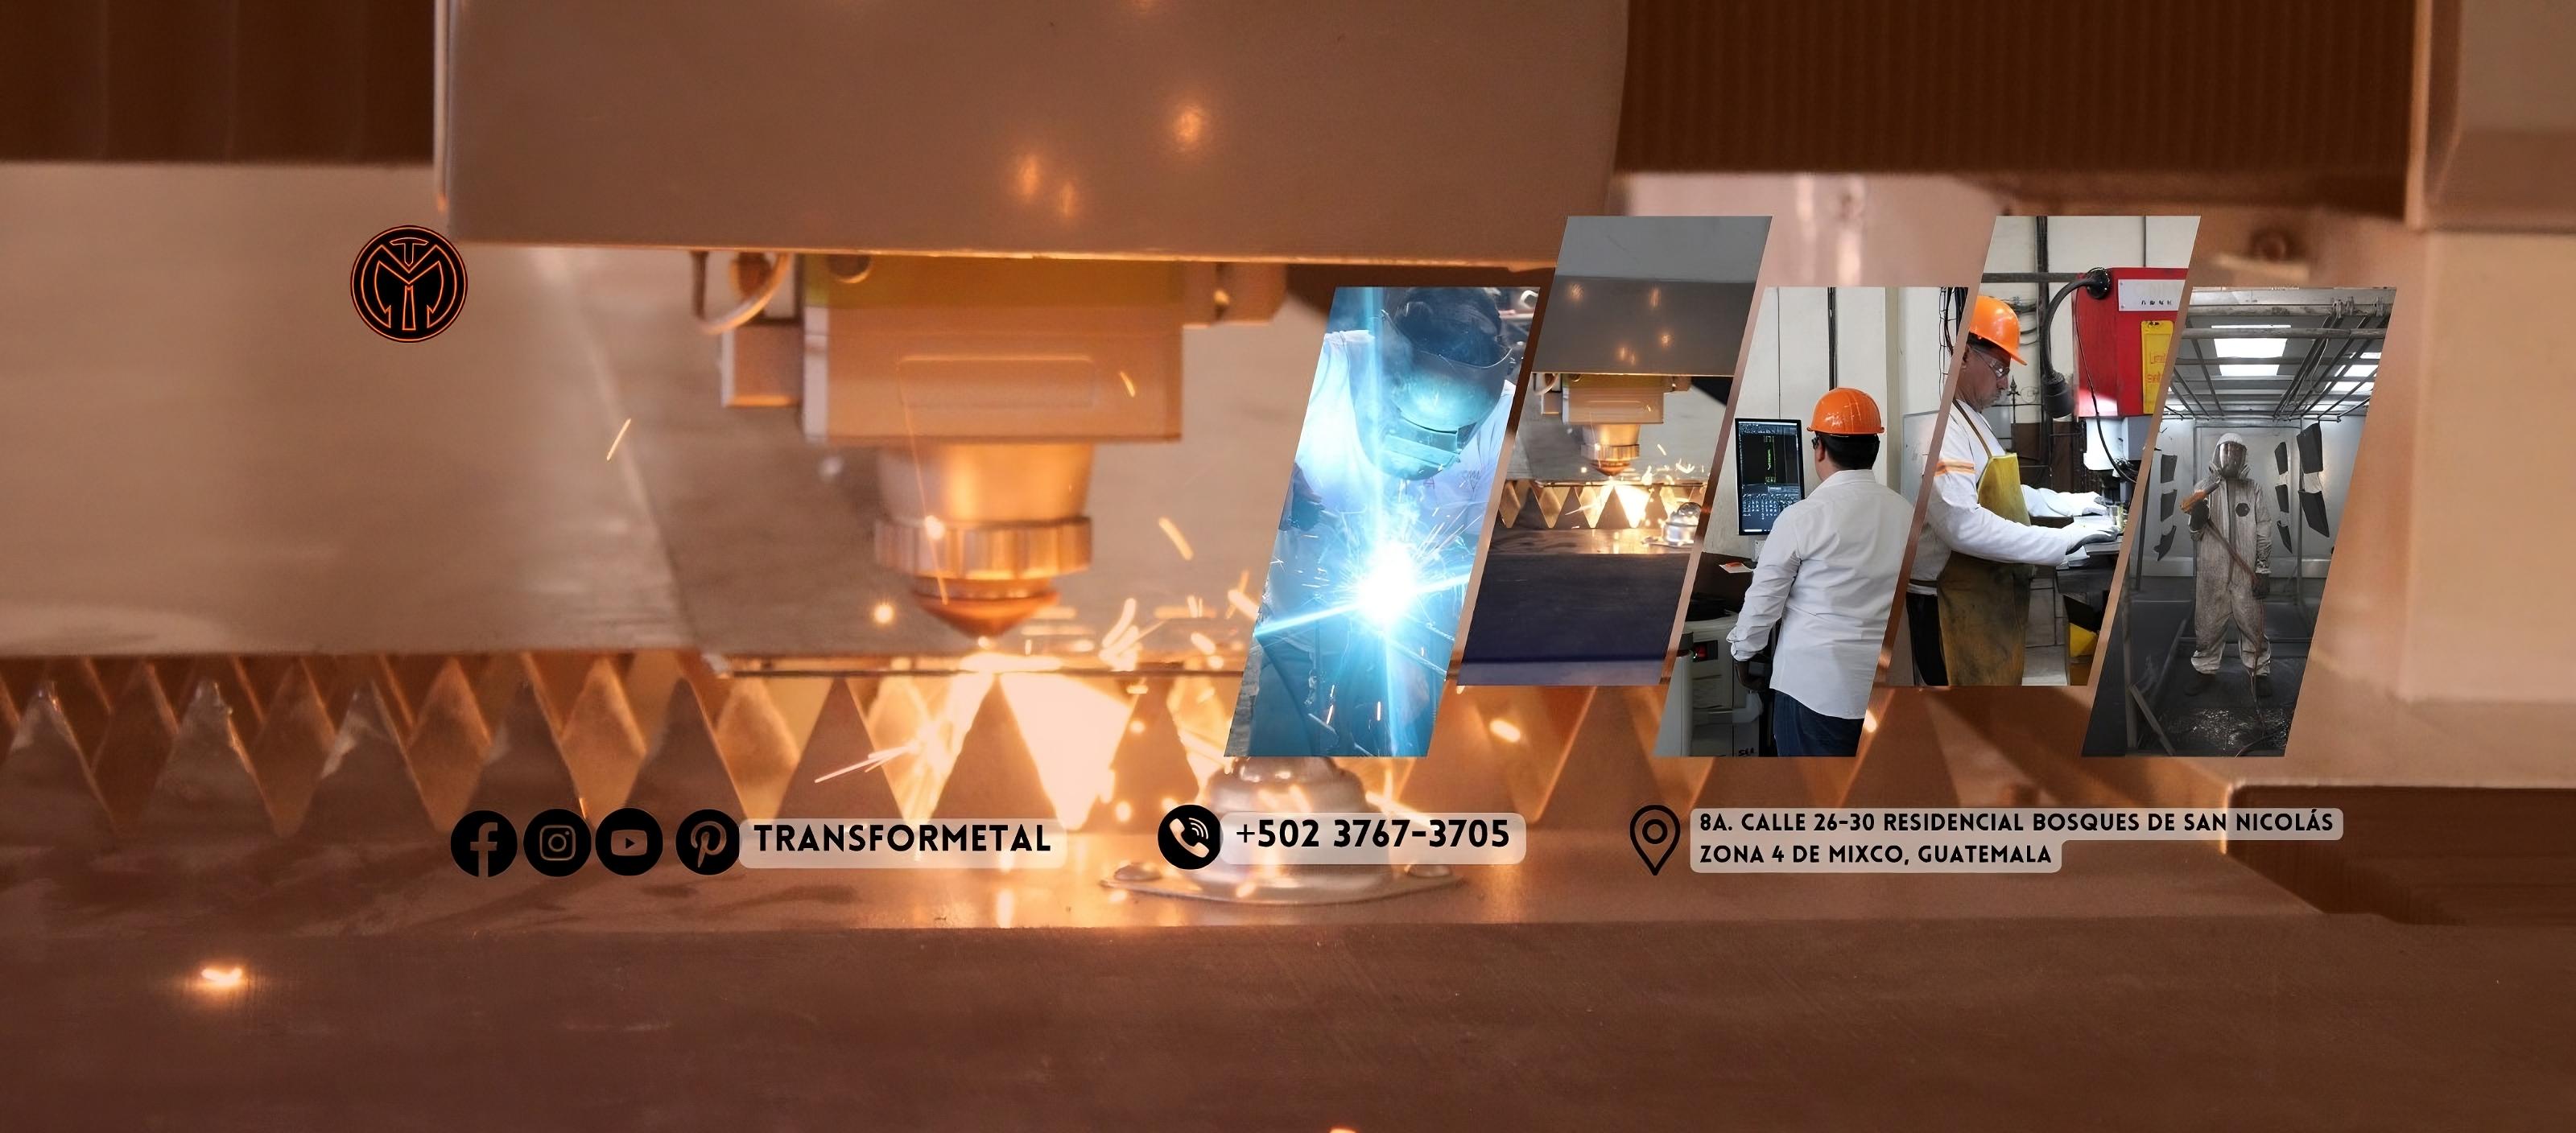 TRANSFORMETAL
+502 3767-3705
8A. CALLE 26-30 RESIDENCIAL BOSQUES DE SAN NICOLÁS
ZONA 4 DE MIXCO, GUATEMALA